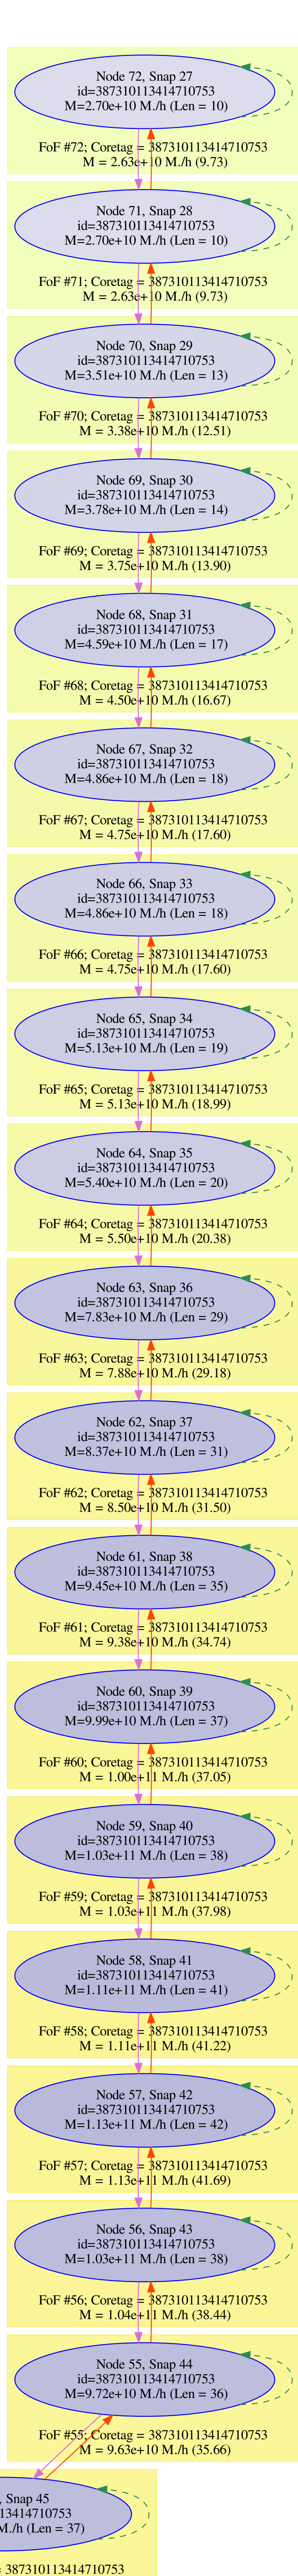 Node 72, Snap 27
id=387310113414710753
M=2.70e+10 M./h (Len = 10)
FoF #72; Coretag = 387310113414710753
M = 2.63e+10 M./h (9.73)
Node 71, Snap 28
id=387310113414710753
M=2.70e+10 M./h (Len = 10)
FoF #71; Coretag = 387310113414710753
M = 2.63e+10 M./h (9.73)
Node 70, Snap 29
id=387310113414710753
M=3.51e+10 M./h (Len = 13)
FoF #70; Coretag = 387310113414710753
M = 3.38e+10 M./h (12.51)
Node 69, Snap 30
id=387310113414710753
M=3.78e+10 M./h (Len = 14)
FoF #69; Coretag = 387310113414710753
M = 3.75e+10 M./h (13.90)
Node 68, Snap 31
id=387310113414710753
M=4.59e+10 M./h (Len = 17)
FoF #68; Coretag = 387310113414710753
M = 4.50e+10 M./h (16.67)
Node 67, Snap 32
id=387310113414710753
M=4.86e+10 M./h (Len = 18)
FoF #67; Coretag = 387310113414710753
M = 4.75e+10 M./h (17.60)
Node 66, Snap 33
id=387310113414710753
M=4.86e+10 M./h (Len = 18)
FoF #66; Coretag = 387310113414710753
M = 4.75e+10 M./h (17.60)
Node 65, Snap 34
id=387310113414710753
M=5.13e+10 M./h (Len = 19)
FoF #65; Coretag = 387310113414710753
M = 5.13e+10 M./h (18.99)
Node 64, Snap 35
id=387310113414710753
M=5.40e+10 M./h (Len = 20)
FoF #64; Coretag = 387310113414710753
M = 5.50e+10 M./h (20.38)
Node 63, Snap 36
id=387310113414710753
M=7.83e+10 M./h (Len = 29)
FoF #63; Coretag = 387310113414710753
M = 7.88e+10 M./h (29.18)
Node 62, Snap 37
id=387310113414710753
M=8.37e+10 M./h (Len = 31)
FoF #62; Coretag = 387310113414710753
M = 8.50e+10 M./h (31.50)
Node 61, Snap 38
id=387310113414710753
M=9.45e+10 M./h (Len = 35)
FoF #61; Coretag = 387310113414710753
M = 9.38e+10 M./h (34.74)
Node 60, Snap 39
id=387310113414710753
M=9.99e+10 M./h (Len = 37)
FoF #60; Coretag = 387310113414710753
M = 1.00e+11 M./h (37.05)
Node 59, Snap 40
id=387310113414710753
M=1.03e+11 M./h (Len = 38)
FoF #59; Coretag = 387310113414710753
M = 1.03e+11 M./h (37.98)
Node 58, Snap 41
id=387310113414710753
M=1.11e+11 M./h (Len = 41)
FoF #58; Coretag = 387310113414710753
M = 1.11e+11 M./h (41.22)
Node 57, Snap 42
id=387310113414710753
M=1.13e+11 M./h (Len = 42)
FoF #57; Coretag = 387310113414710753
M = 1.13e+11 M./h (41.69)
Node 56, Snap 43
id=387310113414710753
M=1.03e+11 M./h (Len = 38)
FoF #56; Coretag = 387310113414710753
M = 1.04e+11 M./h (38.44)
Node 55, Snap 44
id=387310113414710753
M=9.72e+10 M./h (Len = 36)
FoF #55; Coretag = 387310113414710753
M = 9.63e+10 M./h (35.66)
, Snap 45
13414710753
M./h (Len = 37)
= 387310113414710753